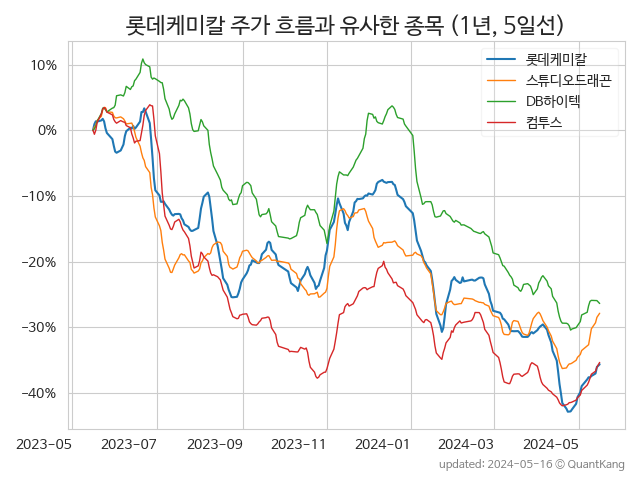 롯데케미칼 주가 흐름과 유사한 종목 (1년, 5일선)
롯데케미칼
스튜디오드래곤
DB하이텍
컴투스
10%
0%
−10%
−20%
−30%
−40%
2023-05 2023-07 2023-09 2023-11 2024-01 2024-03 2024-05
updated: 2024-05-16 ⓒ QuantKang